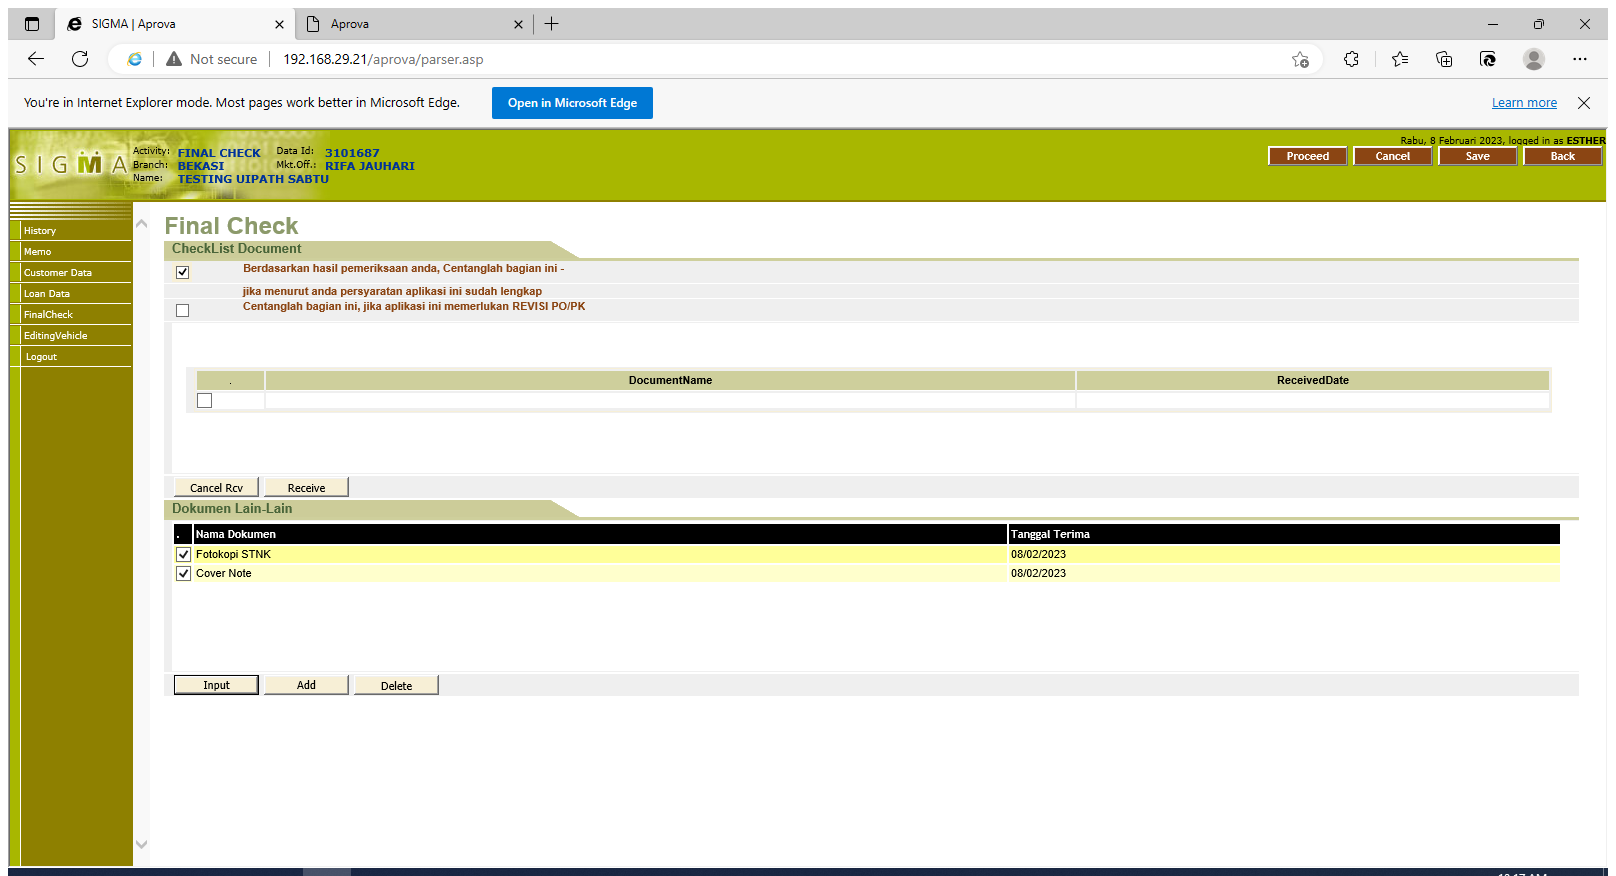 SIGMA | Aprova
Aprova
Not secure
192.168.29.21/aprova/parser.asp
You're in Internet Explorer mode. Most pages work better in Microsoft Edge.
Open in Microsoft Edge
Learn more
Rabu, 8 Februari 2023, logged in as ESTHER
SIGMA
Activity: FINAL CHECK Data Id: 3101687
Branch: BEKASI Mkt.Off.: RIFA JAUHARI
Name: TESTING UIPATH SABTU
Proceed
Cancel
Save
Back
History
Memo
Customer Data
Loan Data
FinalCheck
EditingVehicle
Logout
Final Check
CheckList Document
Berdasarkan hasil pemeriksaan anda, Centanglah bagian ini -
jika menurut anda persyaratan aplikasi ini sudah lengkap
Centanglah bagian ini, jika aplikasi ini memerlukan REVISI PO/PK
. DocumentName ReceivedDate
Cancel Rcv
Receive
Dokumen Lain-Lain
. Nama Dokumen Tanggal Terima
Fotokopi STNK 08/02/2023
Cover Note 08/02/2023
Input
Add
Delete